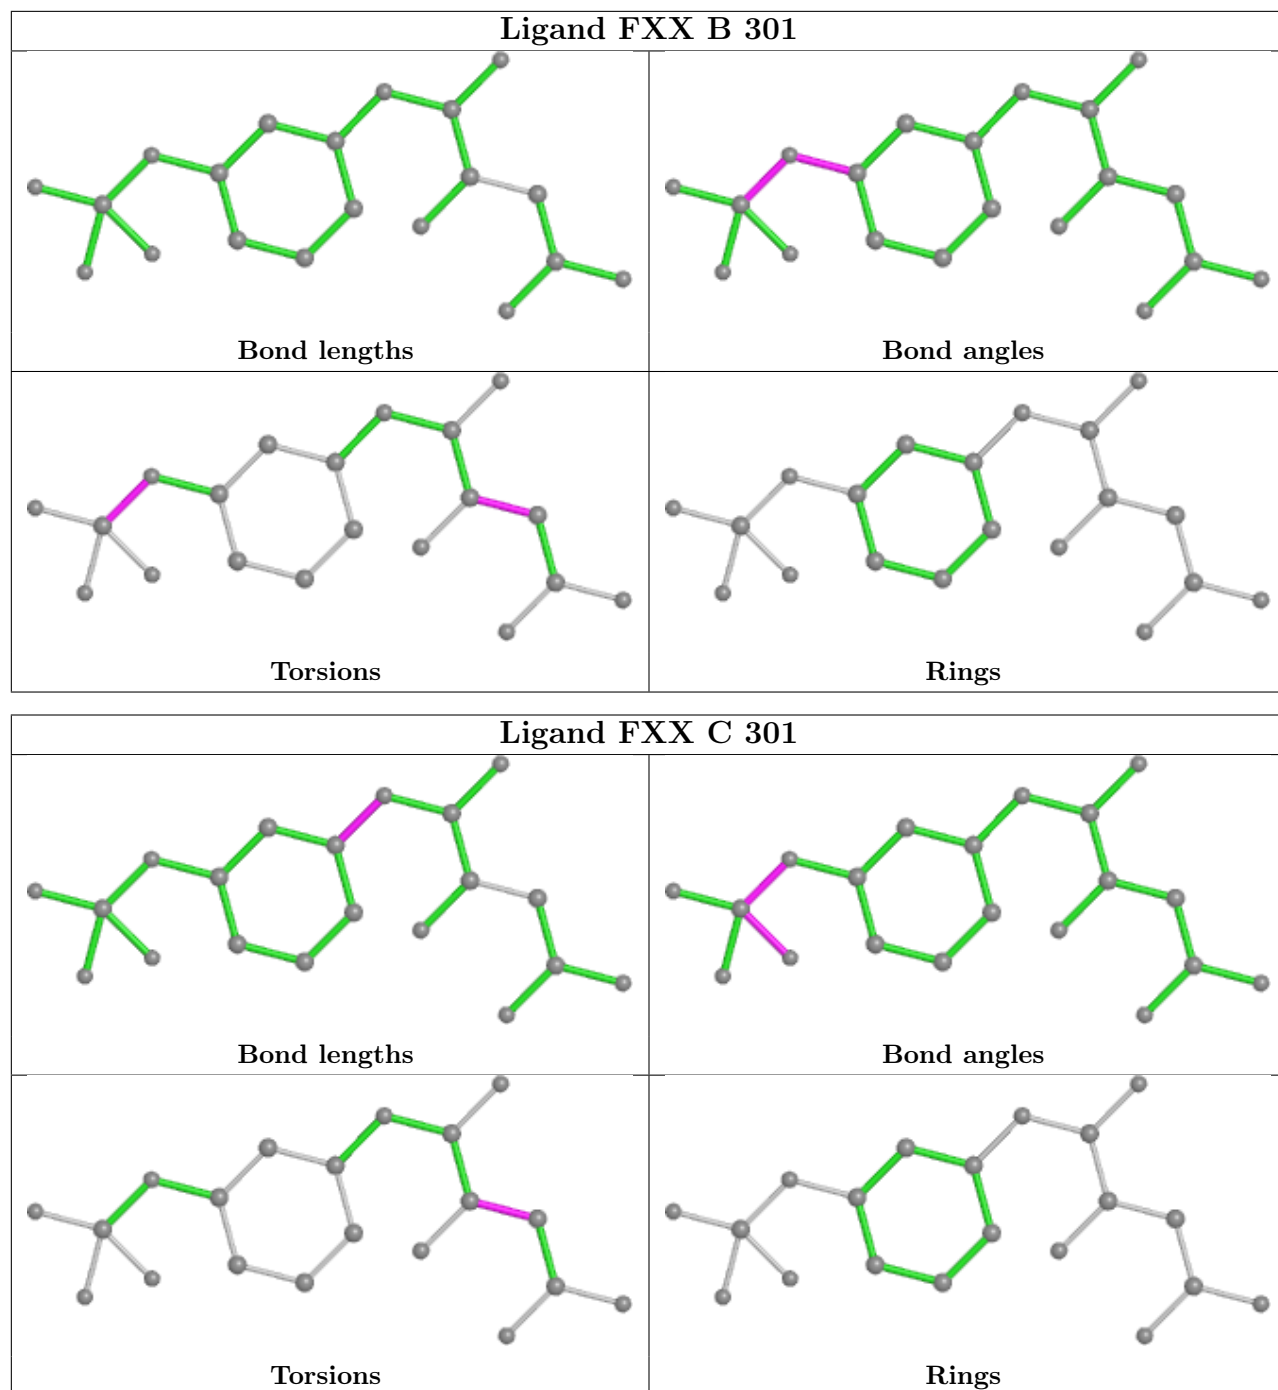 Ligand FXX B 301
Bond lengths
Bond angles
Torsions
Rings
Ligand FXX C 301
Bond lengths
Bond angles
Torsions
Rings